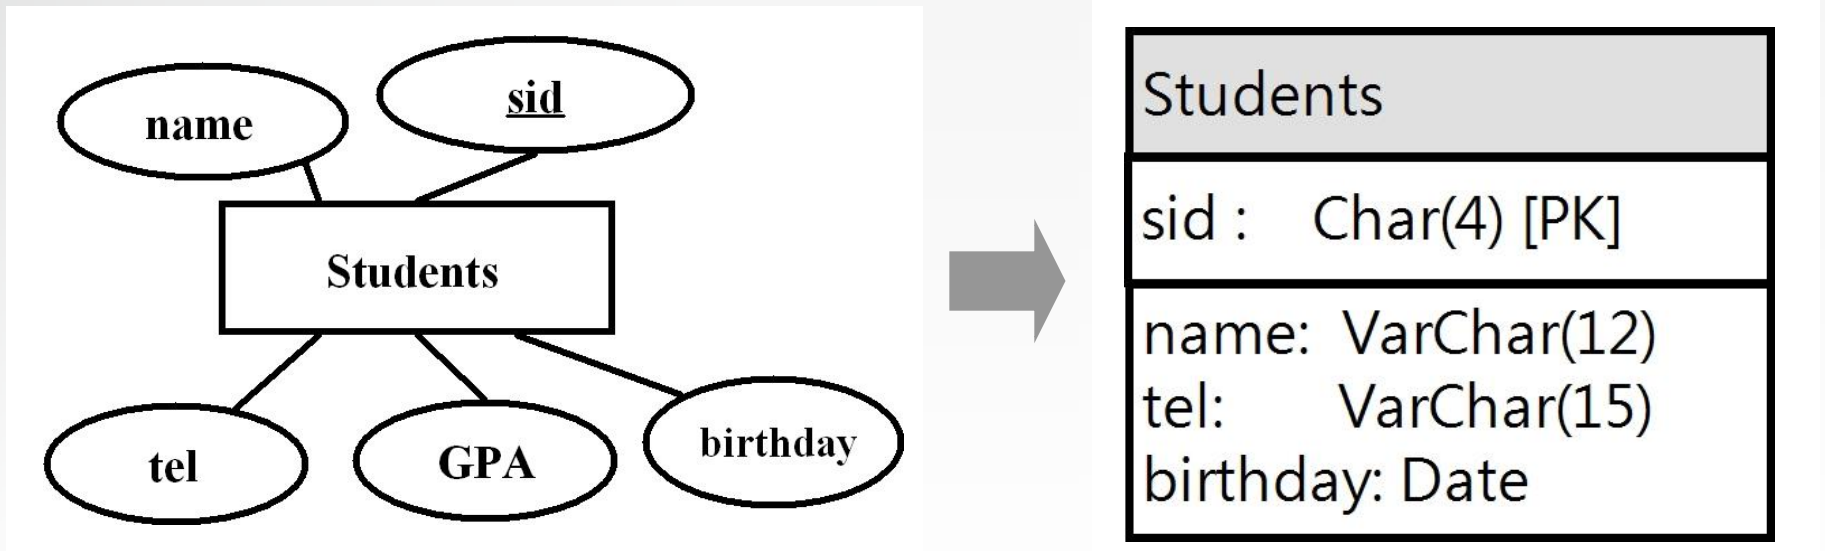 name
sid
Students
tel
GPA
birthday
Students
sid : Char(4) [PK]
name: VarChar(12)
tel: VarChar(15)
birthday: Date